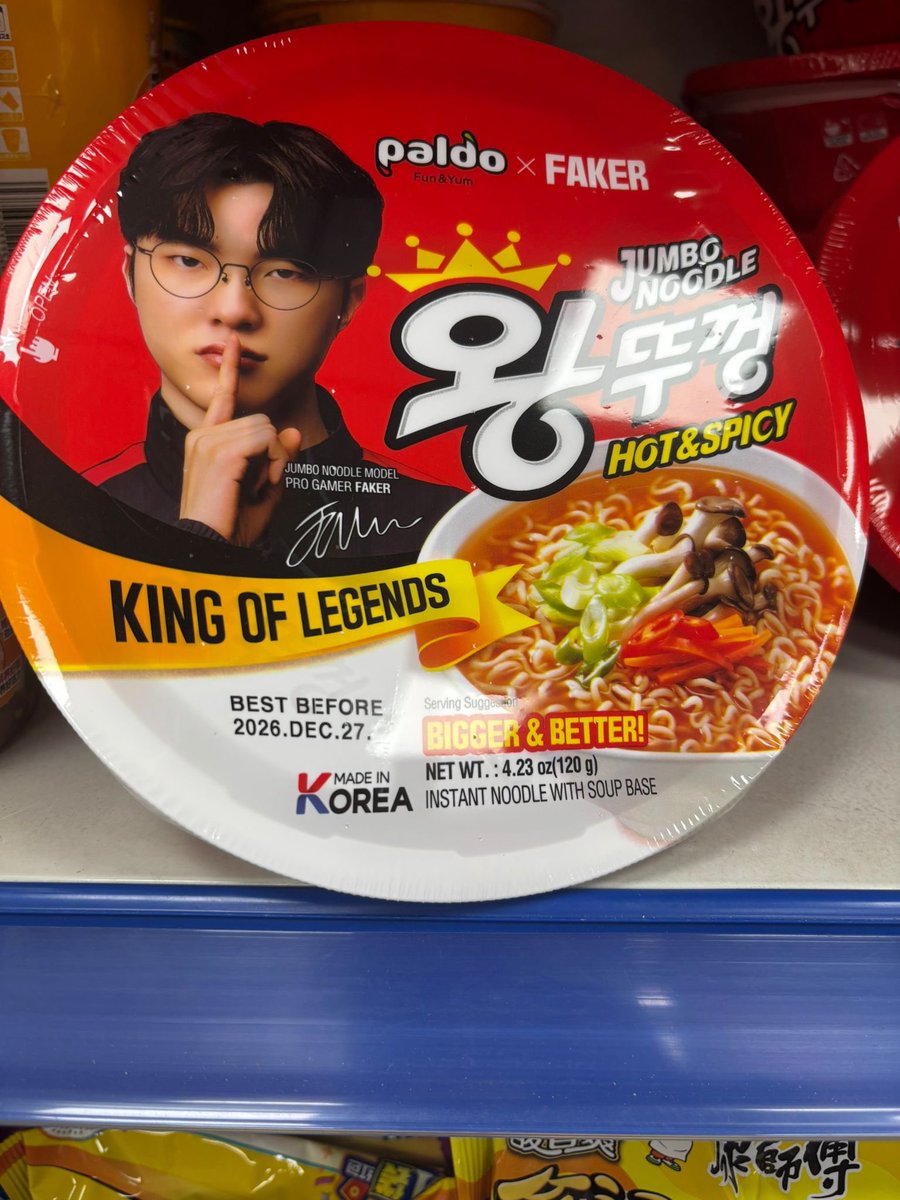 paldo × FAKER
Fun&Yum
JUMBO
NOODLE
왕뚜껑
HOT&SPICY
OPEN
JUMBO NOODLE MODEL
PRO GAMER FAKER
KING OF LEGENDS
BEST BEFORE
2026.DEC.27.
Serving Suggestion
BIGGER & BETTER!
NET WT. : 4.23 oz(120 g)
INSTANT NOODLE WITH SOUP BASE
MADE IN
KOREA